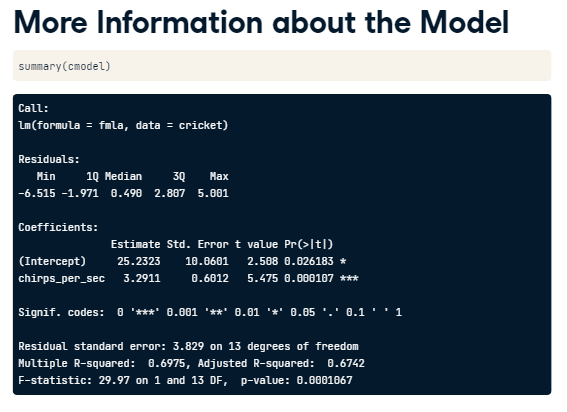 More Information about the Model
summary(cmodel)
Call:
lm(formula = fmla, data = cricket)
Residuals:
Min 1Q Median 3Q Max
-6.515 -1.971 0.490 2.807 5.001
Coefficients:
Estimate Std. Error t value Pr(>|t|)
(Intercept) 25.2323 10.0601 2.508 0.026183 *
chirps_per_sec 3.2911 0.6012 5.475 0.000107 ***
Signif. codes: 0 '***' 0.001 '**' 0.01 '*' 0.05 '.' 0.1 ' ' 1
Residual standard error: 3.829 on 13 degrees of freedom
Multiple R-squared: 0.6975, Adjusted R-squared: 0.6742
F-statistic: 29.97 on 1 and 13 DF, p-value: 0.0001067